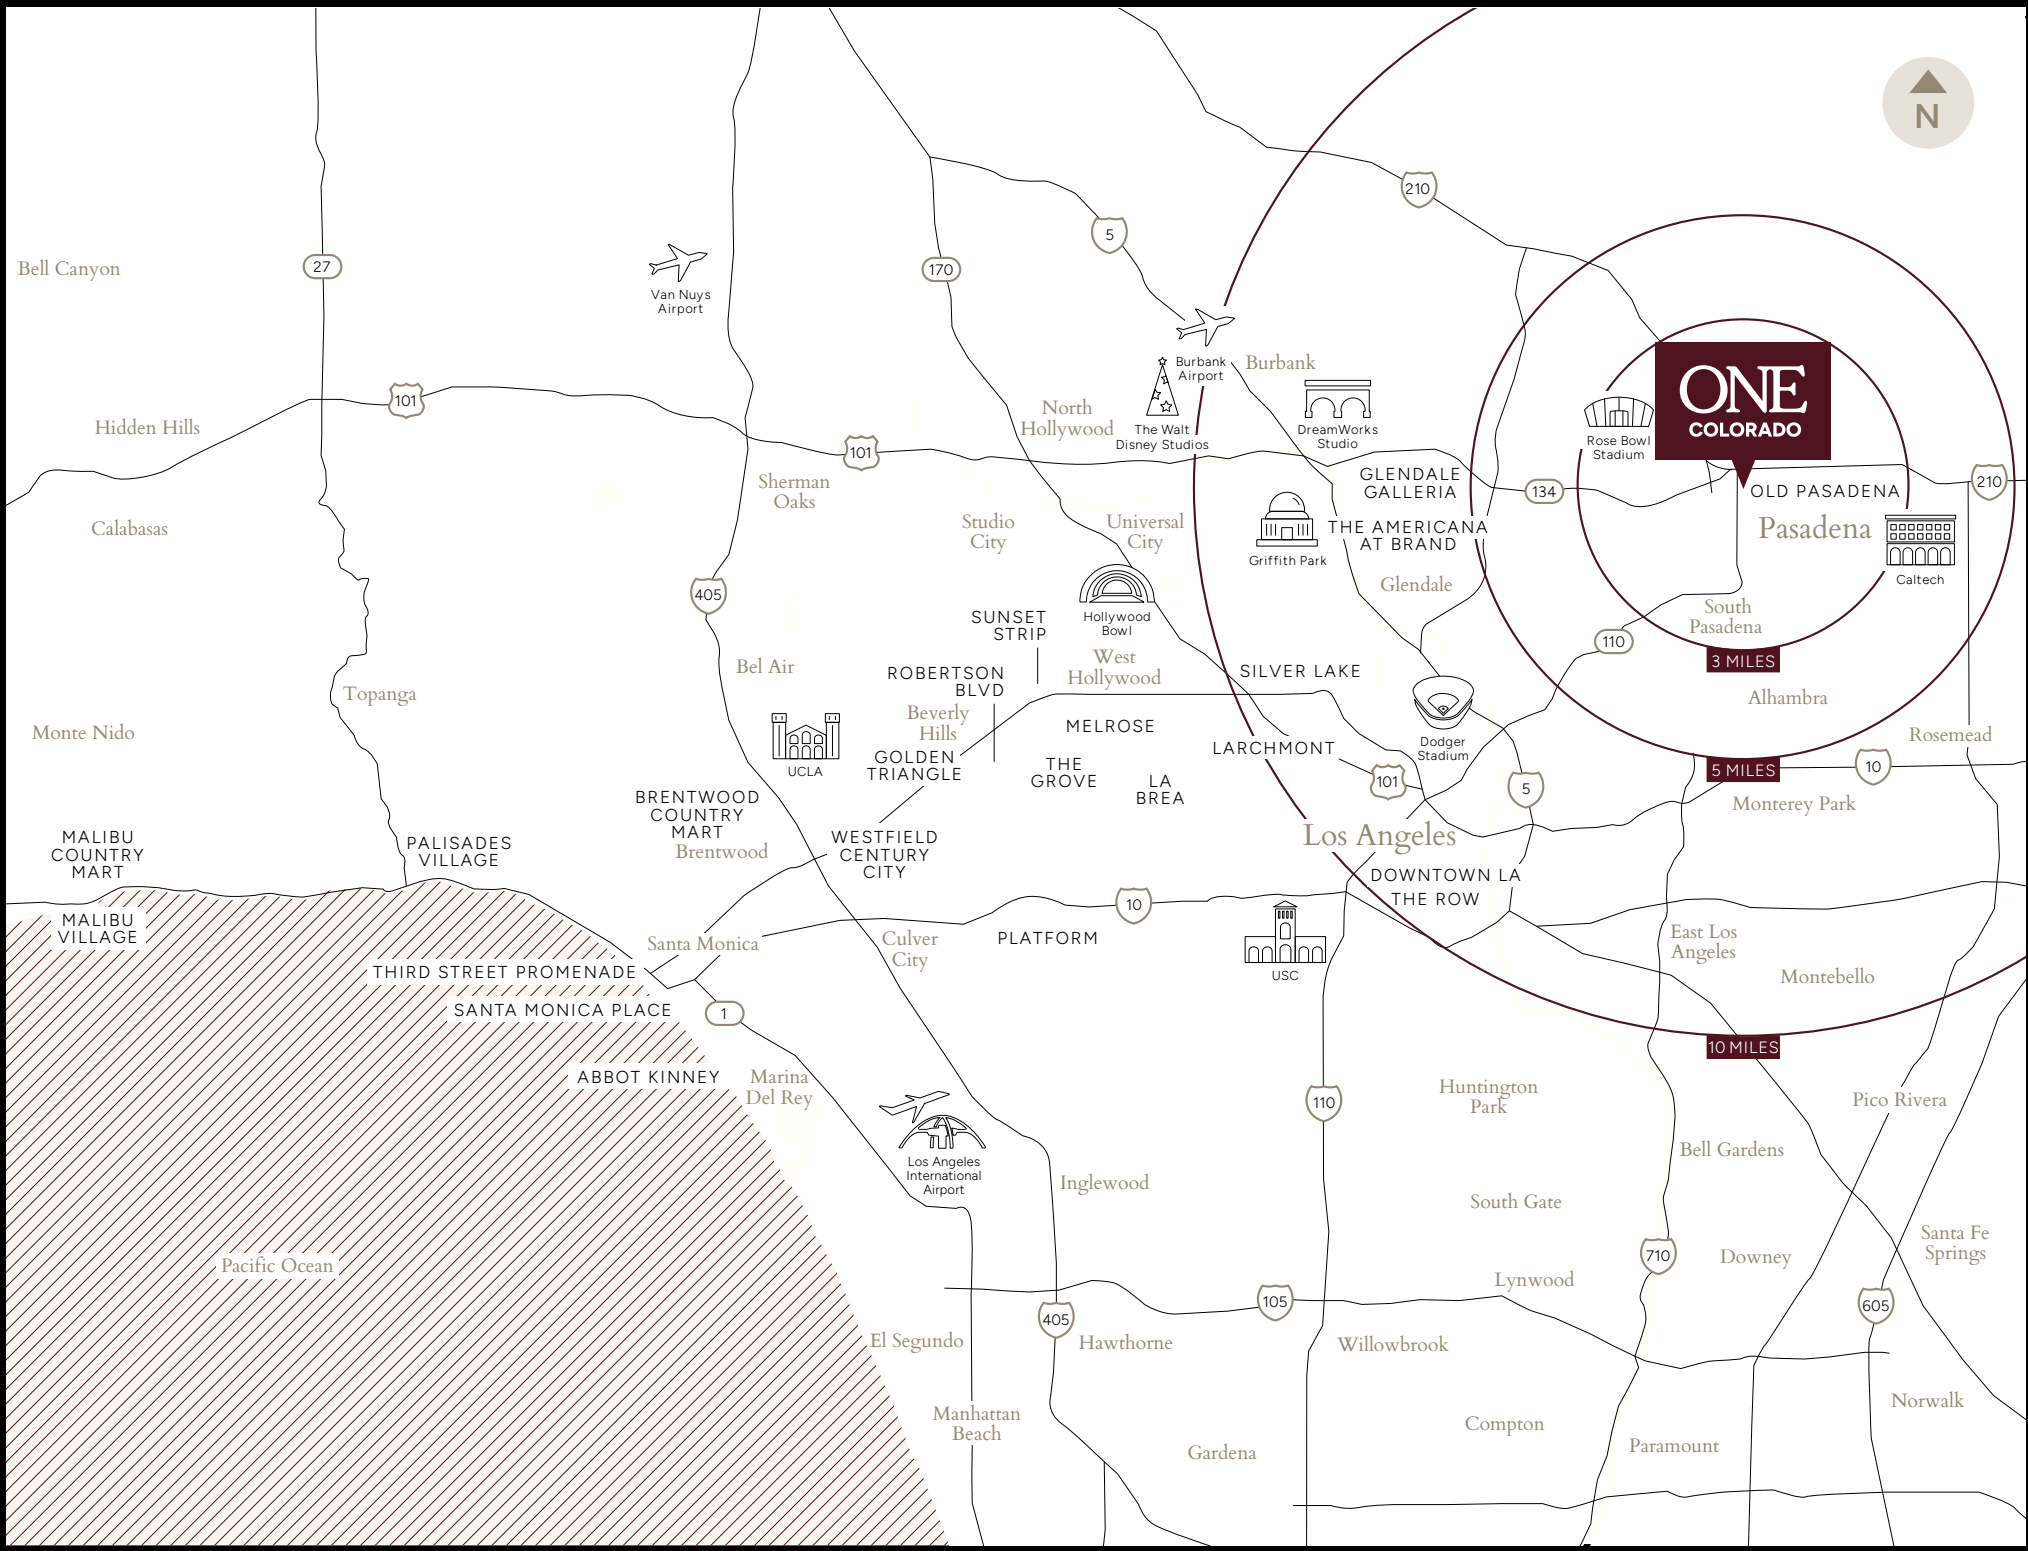 N
210
5
Bell Canyon
27
170
Van Nuys
Airport
Burbank
Airport
Burbank
ONE
COLORADO
101
Hidden Hills
North
Hollywood
The Walt
Disney Studios
DreamWorks
Studio
Rose Bowl
Stadium
101
Sherman
Oaks
GLENDALE
GALLERIA
134
OLD PASADENA
210
Calabasas
Studio
City
Universal
City
Griffith Park
THE AMERICANA
AT BRAND
Pasadena
Caltech
405
Glendale
SUNSET
STRIP
Hollywood
Bowl
South
Pasadena
110
3 MILES
Bel Air
ROBERTSON
BLVD
West
Hollywood
SILVER LAKE
Topanga
Alhambra
Monte Nido
Beverly
Hills
MELROSE
Rosemead
UCLA
GOLDEN
TRIANGLE
THE
GROVE
LA
BREA
LARCHMONT
Dodger
Stadium
101
5
5 MILES
10
BRENTWOOD
COUNTRY
MART
Brentwood
Monterey Park
MALIBU
COUNTRY
MART
PALISADES
VILLAGE
WESTFIELD
CENTURY
CITY
Los Angeles
DOWNTOWN LA
THE ROW
MALIBU
VILLAGE
10
Santa Monica
Culver
City
PLATFORM
USC
East Los
Angeles
Montebello
THIRD STREET PROMENADE
SANTA MONICA PLACE
1
10 MILES
ABBOT KINNEY
Marina
Del Rey
110
Huntington
Park
Pico Rivera
Los Angeles
International
Airport
Inglewood
Bell Gardens
South Gate
Pacific Ocean
710
Downey
Santa Fe
Springs
Lynwood
105
405
605
El Segundo
Hawthorne
Willowbrook
Manhattan
Beach
Norwalk
Compton
Paramount
Gardena